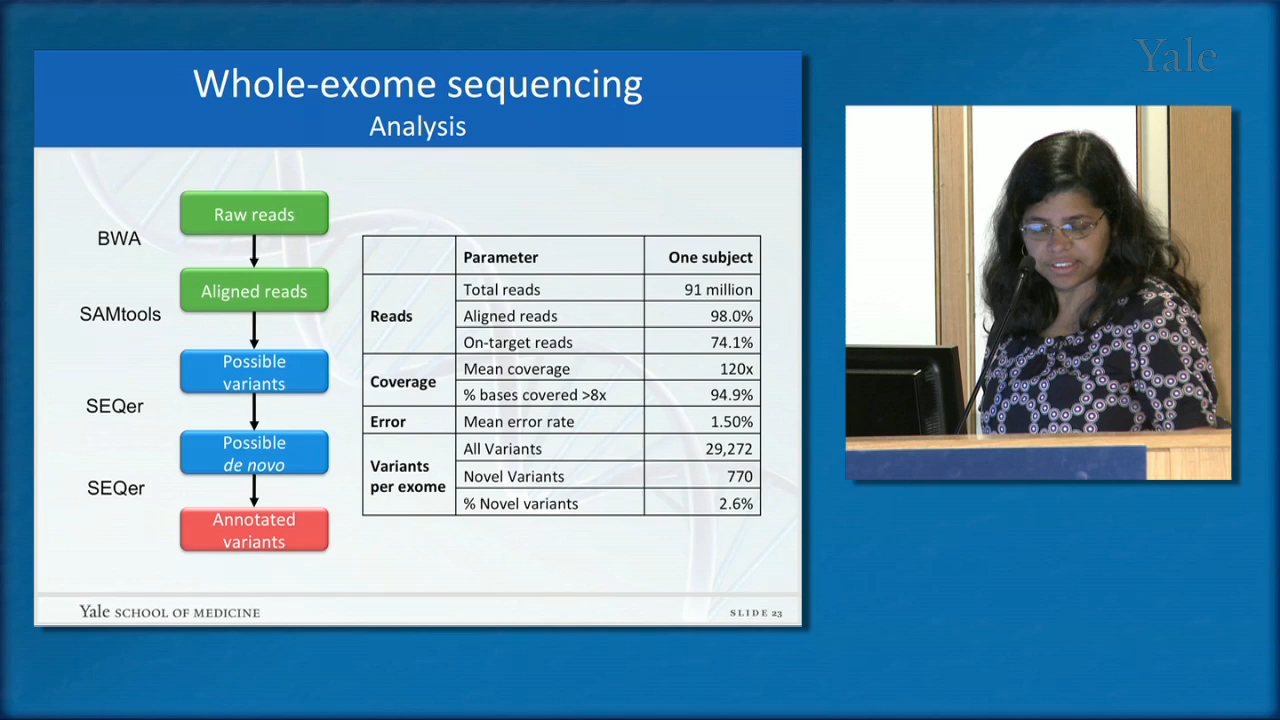 Yale
Whole-exome sequencing
Analysis
Raw reads
BWA
Aligned reads
SAMtools
Possible
variants
SEQer
Possible
de novo
SEQer
Annotated
variants
Parameter One subject
Reads
Total reads 91 million
Aligned reads 98.0%
On-target reads 74.1%
Coverage
Mean coverage 120x
% bases covered >8x 94.9%
Error Mean error rate 1.50%
Variants
per exome
All Variants 29,272
Novel Variants 770
% Novel variants 2.6%
Yale SCHOOL OF MEDICINE
SLIDE 23